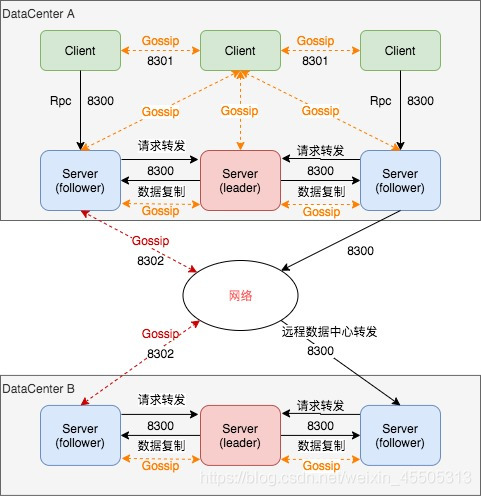 DataCenter A
Client
Gossip
8301
Client
Gossip
8301
Client
Rpc
8300
Gossip
Gossip
Gossip
Rpc
8300
Server
(follower)
请求转发
8300
数据复制
Gossip
Server
(leader)
请求转发
8300
数据复制
Gossip
Server
(follower)
Gossip
8302
8300
网络
Gossip
8302
远程数据中心转发
8300
DataCenter B
Server
(follower)
请求转发
8300
数据复制
Gossip
Server
(leader)
请求转发
8300
数据复制
Gossip
Server
(follower)
https://blog.csdn.net/weixin_45505313